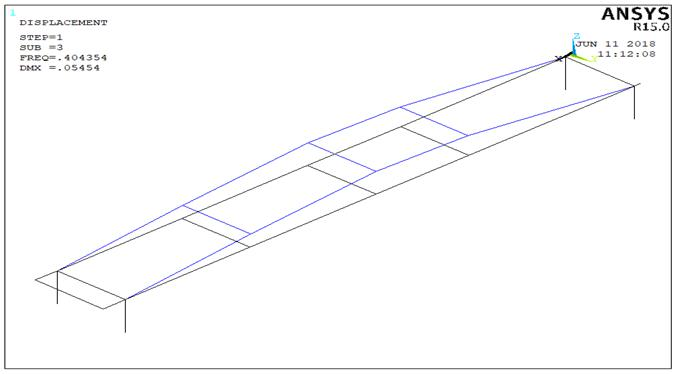 1
DISPLACEMENT
STEP=1
SUB =3
FREQ=.404354
DMX =.05454
ANSYS
R15.0
JUN 11 2018
11:12:08
Z
X
Y